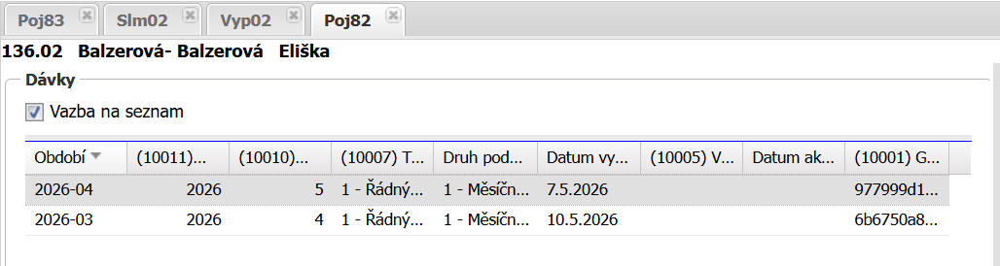 Poj83 Slm02 Vyp02 Poj82
136.02 Balzerová- Balzerová Eliška
Dávky
Vazba na seznam
Období (10011)... (10010)... (10007) T... Druh pod... Datum vy... (10005) V... Datum ak... (10001) G...
2026-04 2026 5 1 - Řádný... 1 - Měsíčn... 7.5.2026 977999d1...
2026-03 2026 4 1 - Řádný... 1 - Měsíčn... 10.5.2026 6b6750a8...